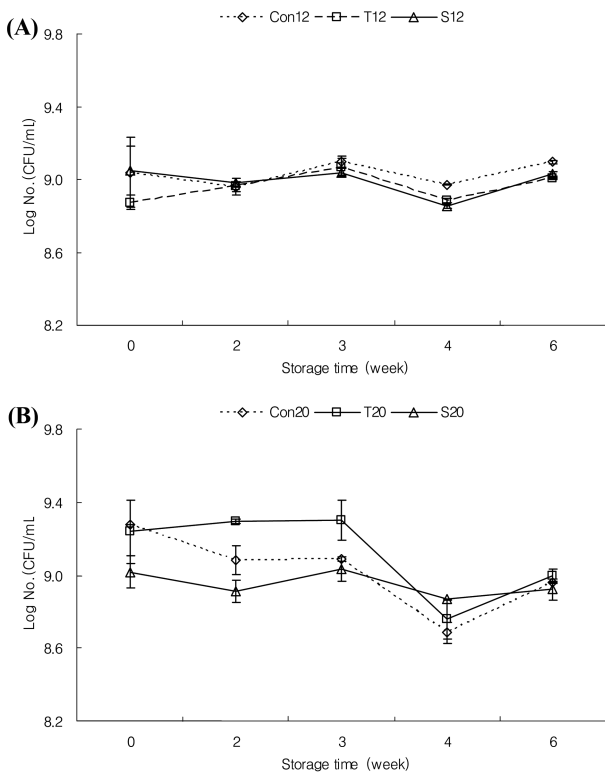 (A)
Con12 T12 S12
9.8
9.4
9.0
8.6
8.2
Log No.(CFU/mL)
0 2 3 4 6
Storage time (week)
(B)
Con20 T20 S20
9.8
9.4
9.0
8.6
8.2
Log No.(CFU/mL
0 2 3 4 6
Storage time (week)